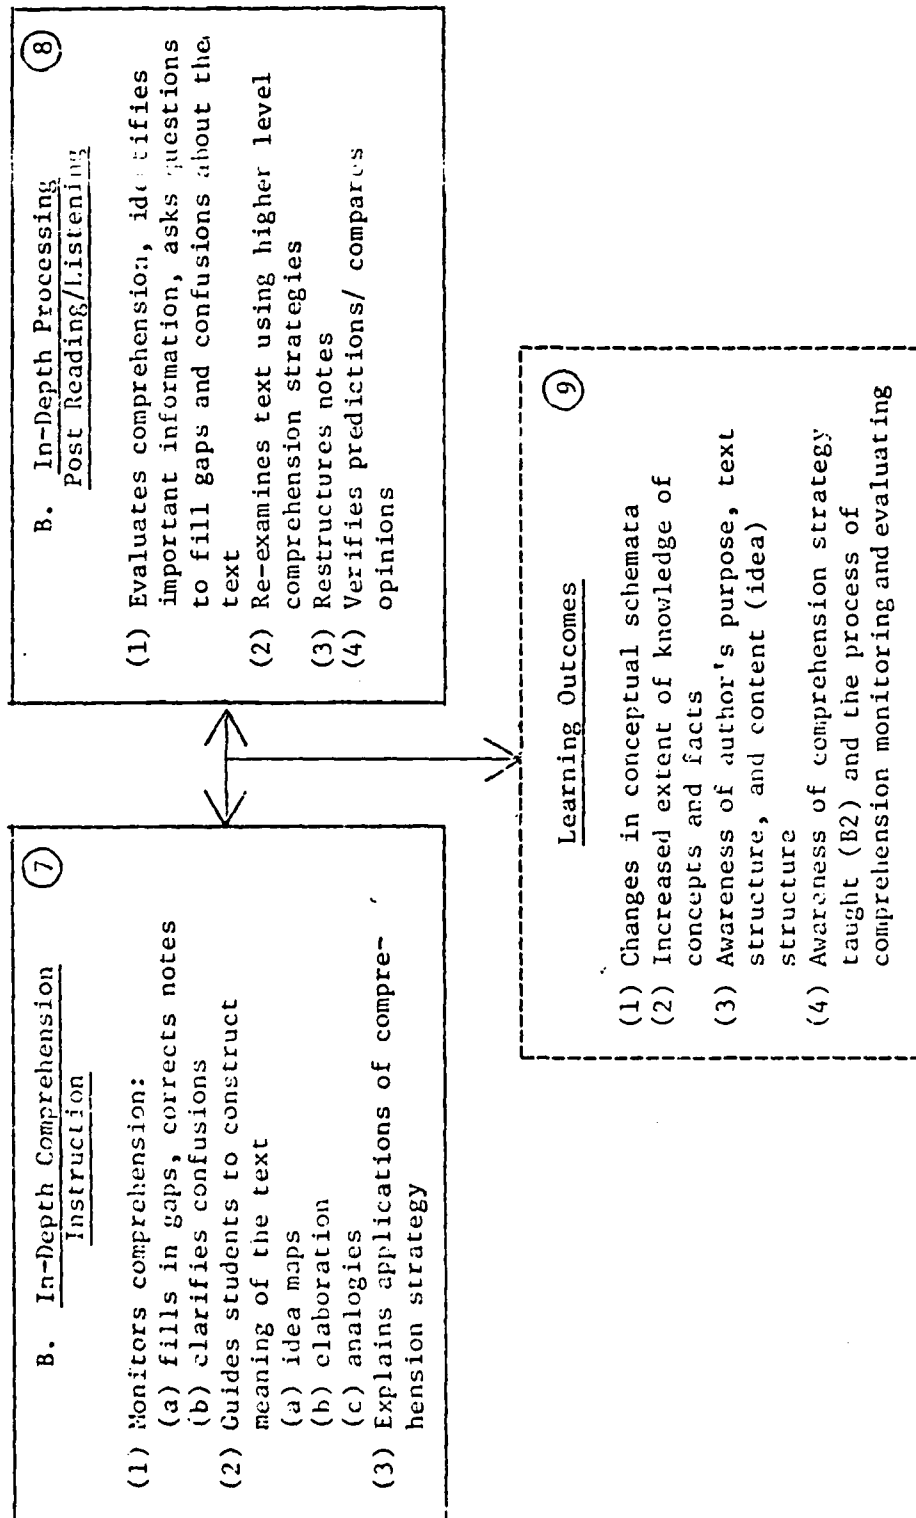 B. In-Depth Comprehension
Instruction
7
(1) Monitors comprehension:
(a) fills in gaps, corrects notes
(b) clarifies confusions
(2) Guides students to construct
meaning of the text
(a) idea maps
(b) elaboration
(c) analogies
(3) Explains applications of compre-
hension strategy
B. In-Depth Processing
Post Reading/Listening
8
(1) Evaluates comprehension, identifies
important information, asks questions
to fill gaps and confusions about the
text
(2) Re-examines text using higher level
comprehension strategies
(3) Restructures notes
(4) Verifies predictions/ compares
opinions
Learning Outcomes
9
(1) Changes in conceptual schemata
(2) Increased extent of knowledge of
concepts and facts
(3) Awareness of author's purpose, text
structure, and content (idea)
structure
(4) Awareness of comprehension strategy
taught (B2) and the process of
comprehension monitoring and evaluating